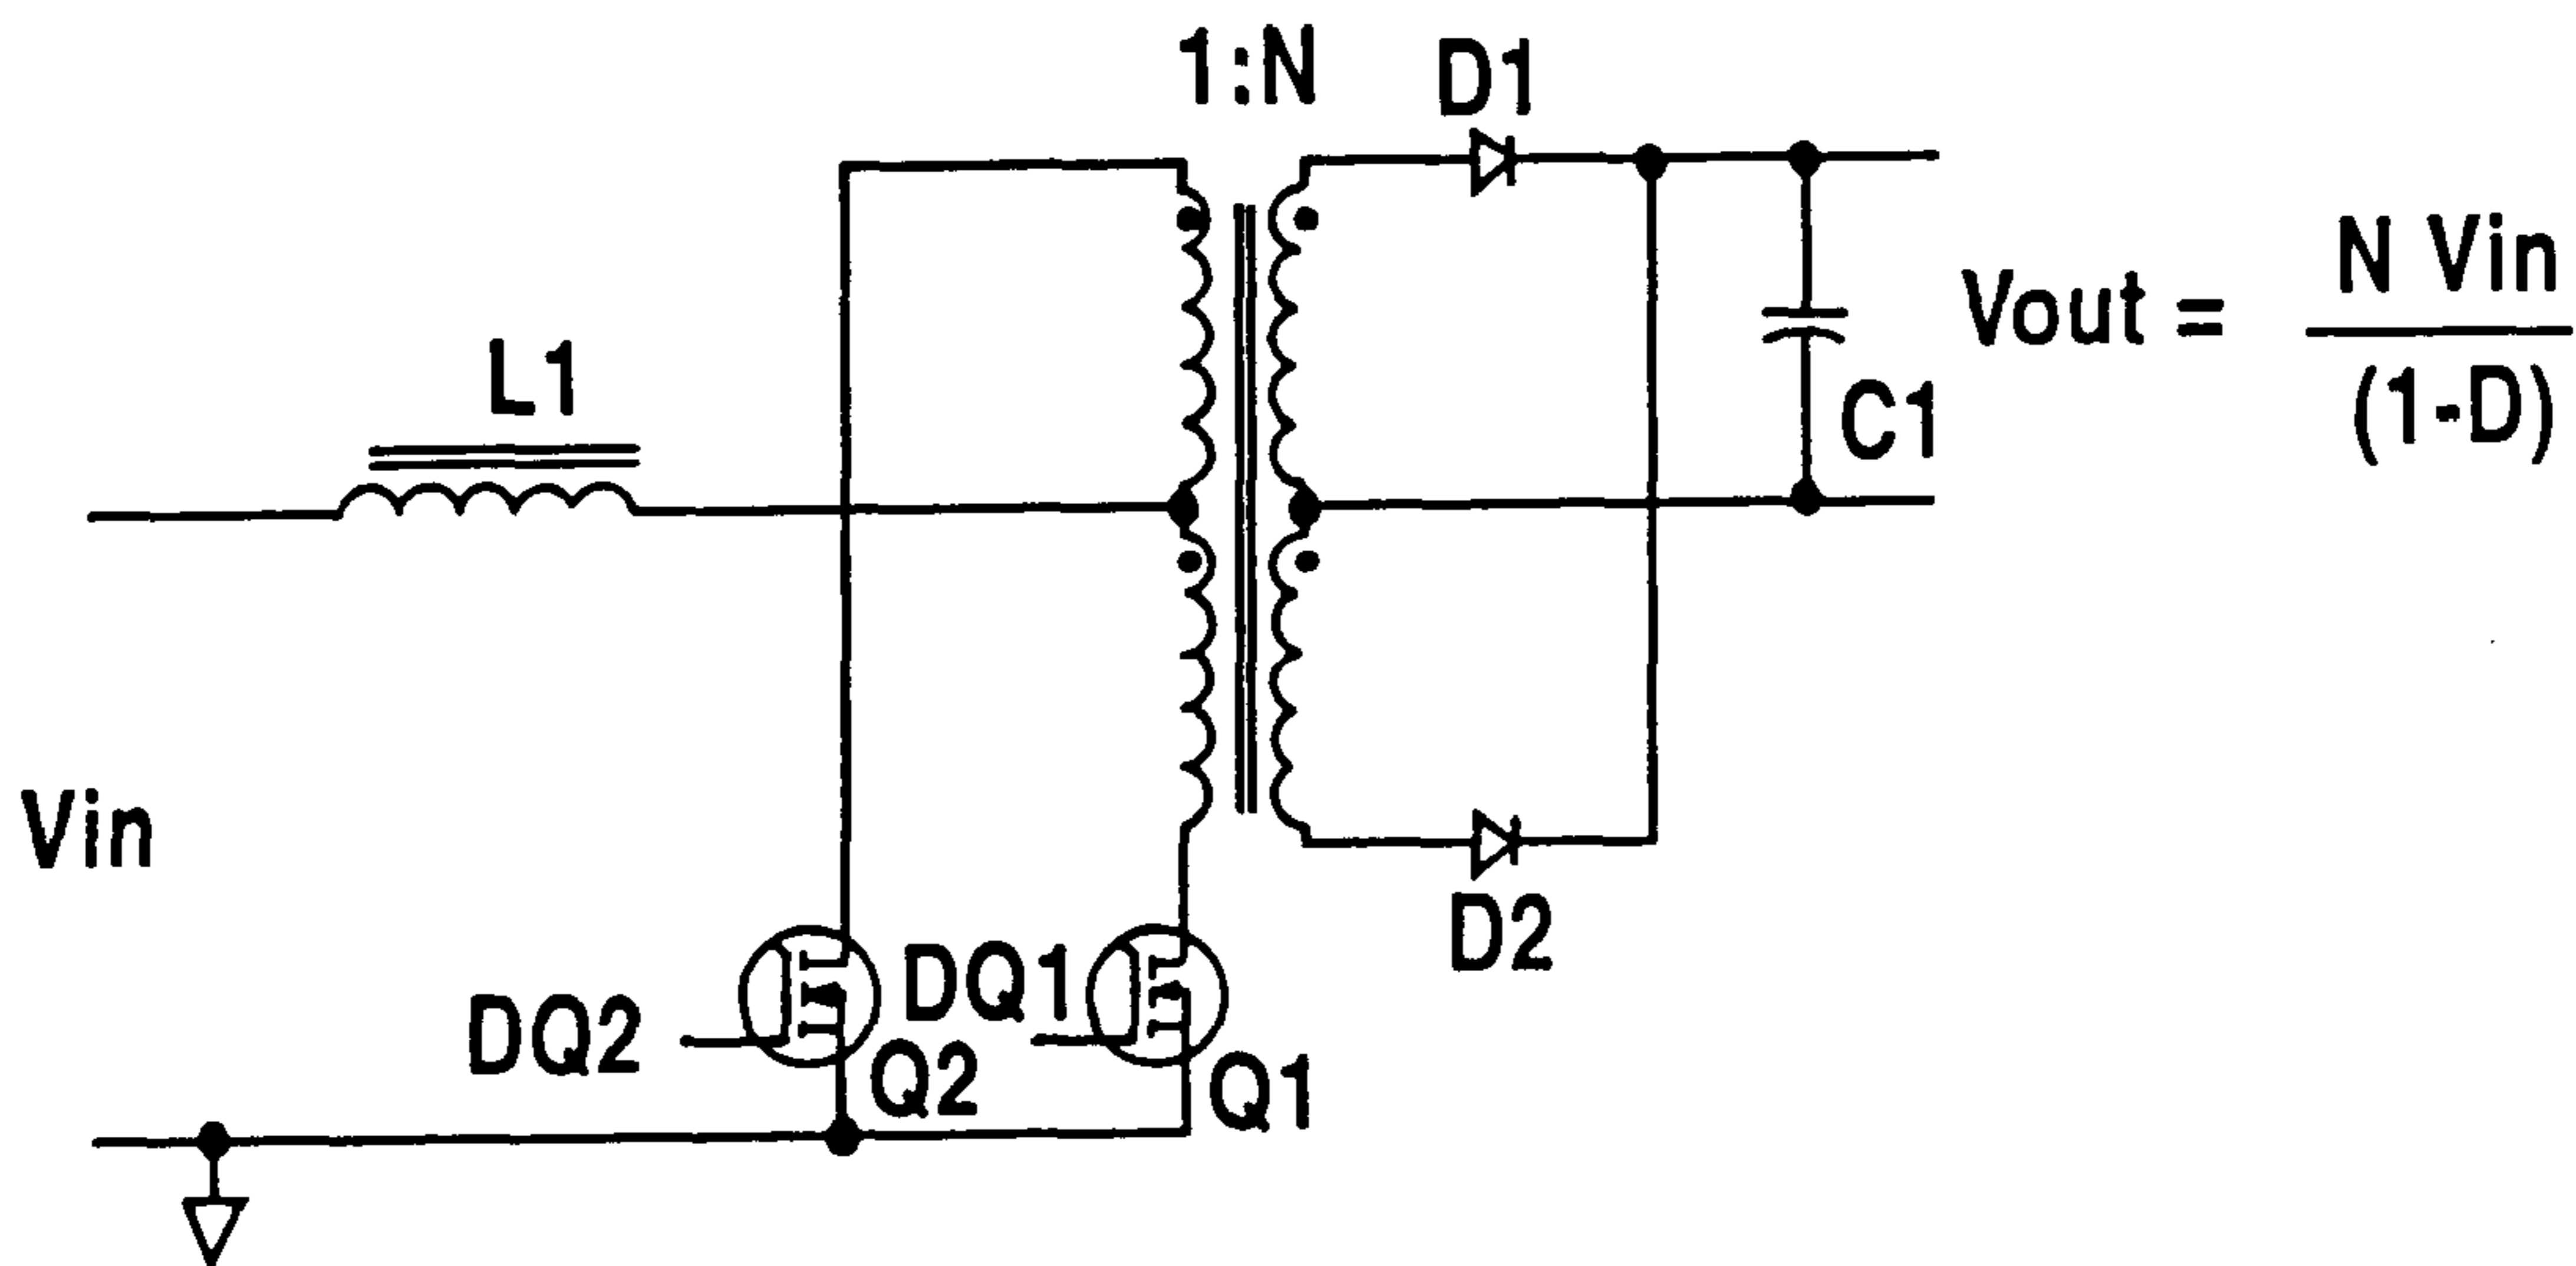 1:N
D1
L1
Vout = N Vin
(1-D)
C1
Vin
D2
DQ2
DQ1
Q2
Q1